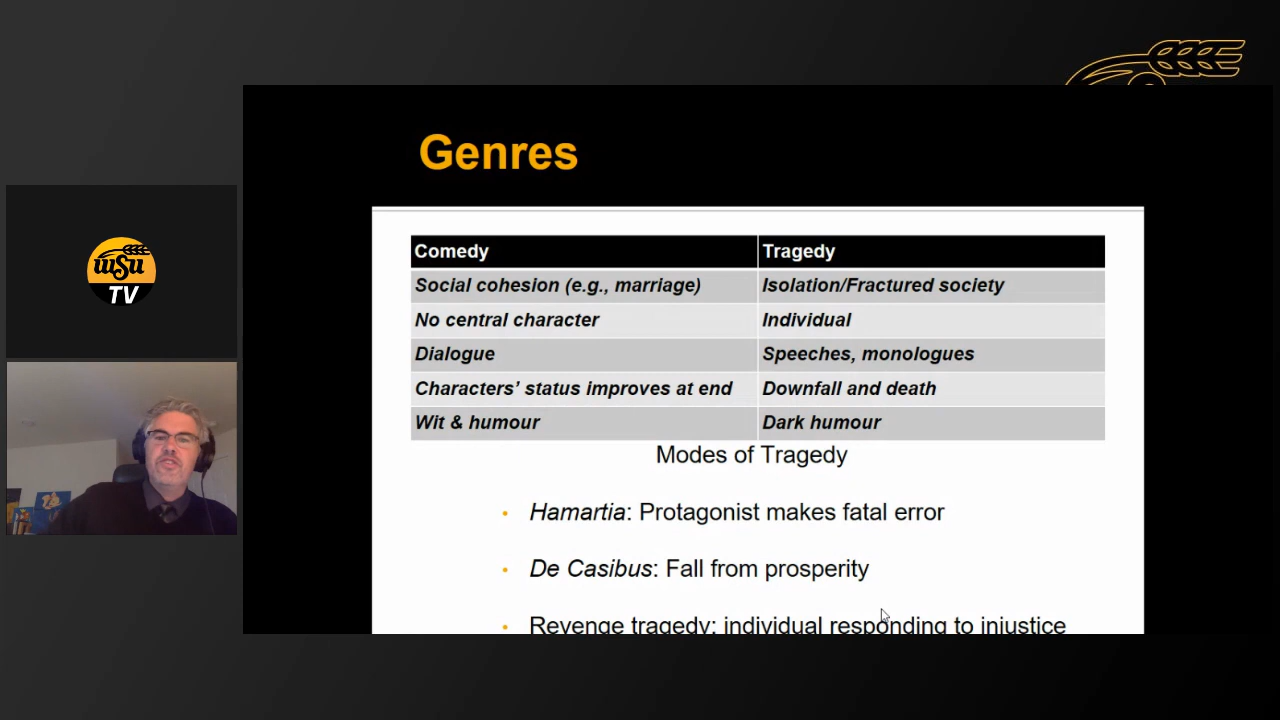 Genres
Comedy Tragedy
Social cohesion (e.g., marriage) Isolation/Fractured society
No central character Individual
Dialogue Speeches, monologues
Characters' status improves at end Downfall and death
Wit & humour Dark humour
Modes of Tragedy
• Hamartia: Protagonist makes fatal error
• De Casibus: Fall from prosperity
• Revenge tragedy: individual responding to injustice
wsu
TV